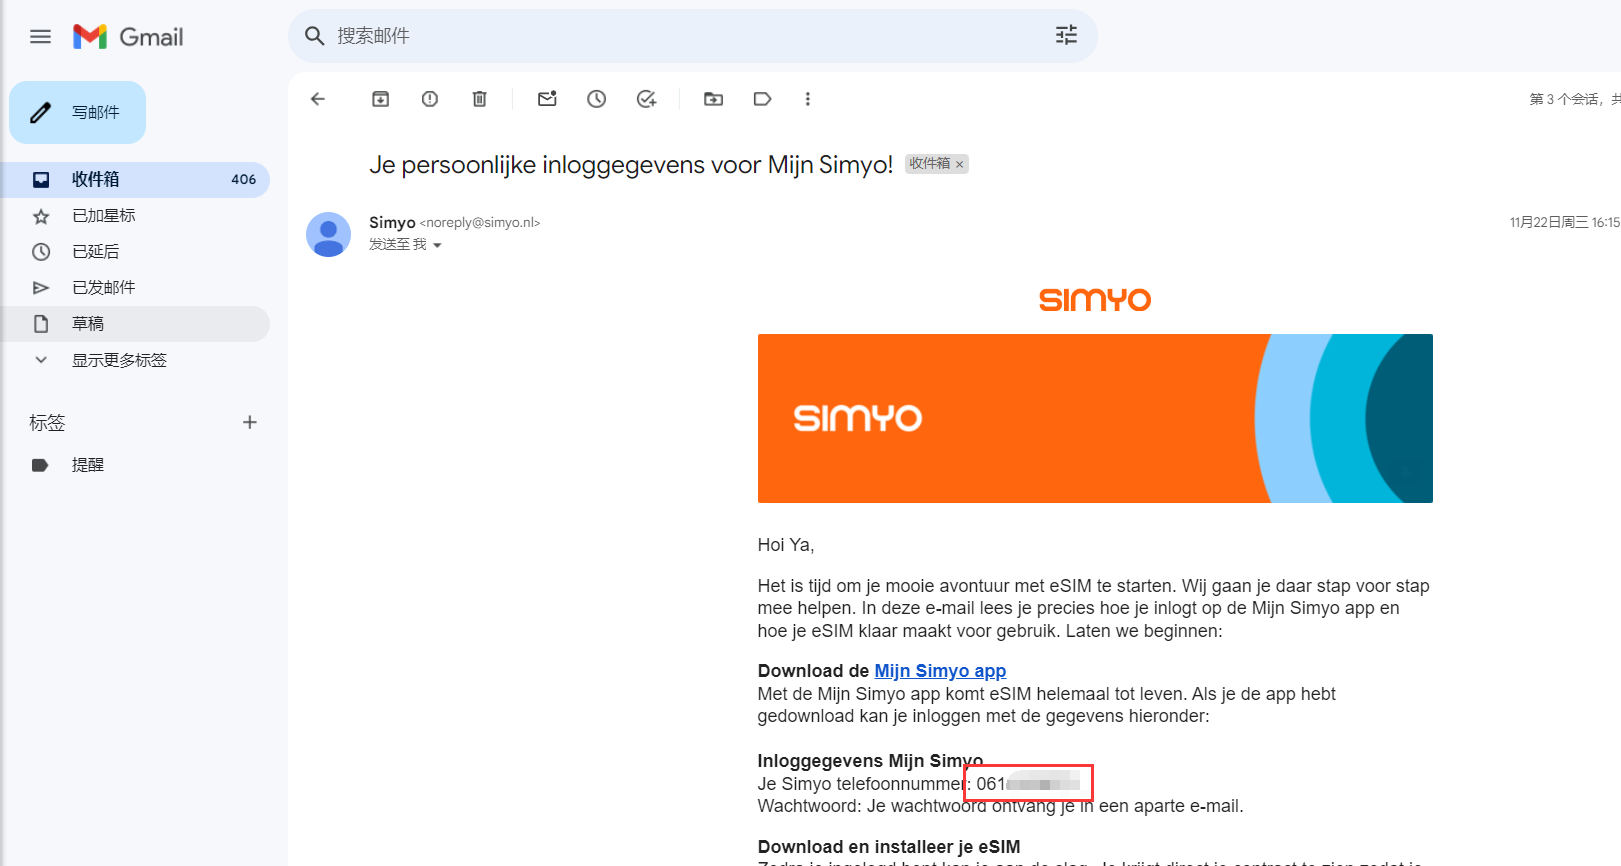 Gmail
搜索邮件
写邮件
第 3 个会话，共
Je persoonlijke inloggegevens voor Mijn Simyo!
收件箱 ×
收件箱 406
已加星标
已延后
已发邮件
草稿
显示更多标签
标签
提醒
Simyo <noreply@simyo.nl>
11月22日周三 16:15
发送至 我
SIMYO
SIMYO
Hoi Ya,
Het is tijd om je mooie avontuur met eSIM te starten. Wij gaan je daar stap voor stap
mee helpen. In deze e-mail lees je precies hoe je inlogt op de Mijn Simyo app en
hoe je eSIM klaar maakt voor gebruik. Laten we beginnen:
Download de Mijn Simyo app
Met de Mijn Simyo app komt eSIM helemaal tot leven. Als je de app hebt
gedownload kan je inloggen met de gegevens hieronder:
Inloggegevens Mijn Simyo
Je Simyo telefoonnummer: 061
Wachtwoord: Je wachtwoord ontvang je in een aparte e-mail.
Download en installeer je eSIM